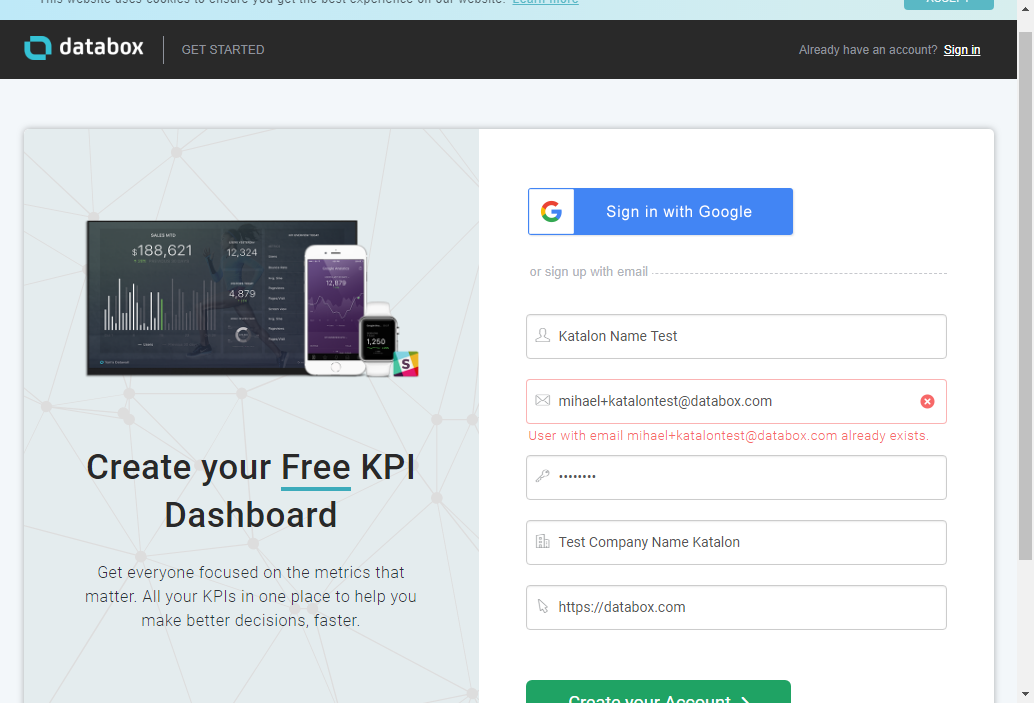 This website uses cookies to ensure you get the best experience on our website. Learn more
ACCEPT
databox
GET STARTED
Already have an account? Sign in
SALES MTD
$188,621
12,324
4,879
12,879
1,250
S
Create your Free KPI
Dashboard
Get everyone focused on the metrics that
matter. All your KPIs in one place to help you
make better decisions, faster.
G
Sign in with Google
or sign up with email
Katalon Name Test
mihael+katalontest@databox.com
User with email mihael+katalontest@databox.com already exists.
••••••••
Test Company Name Katalon
https://databox.com
Create your Account